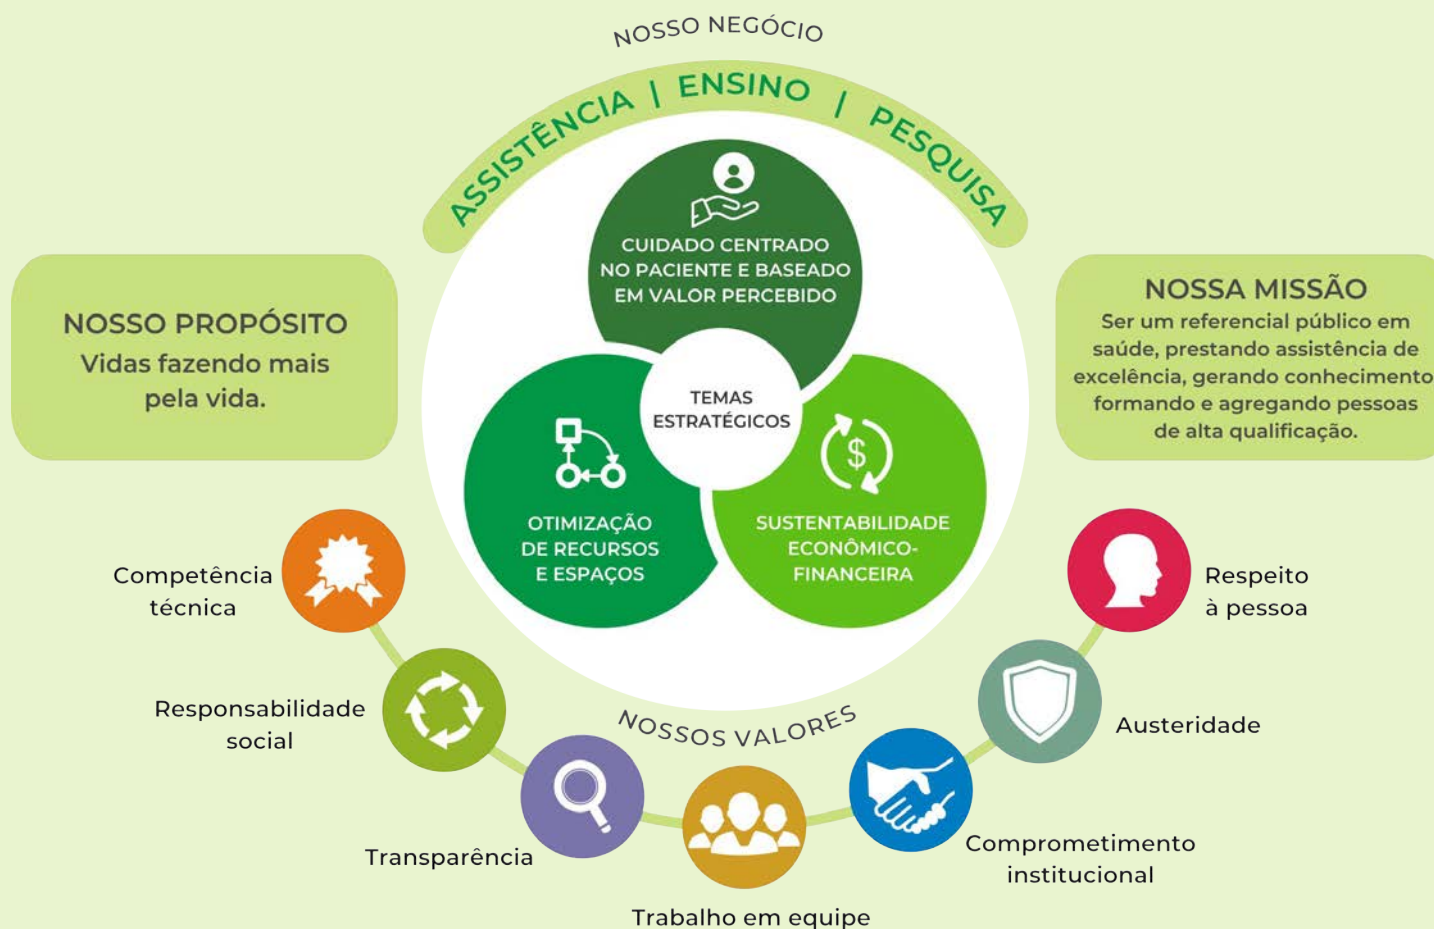 NOSSO NEGÓCIO
ASSISTÊNCIA | ENSINO | PESQUISA
CUIDADO CENTRADO
NO PACIENTE E BASEADO
EM VALOR PERCEBIDO
NOSSO PROPÓSITO
Vidas fazendo mais
pela vida.
NOSSA MISSÃO
Ser um referencial público em
saúde, prestando assistência de
excelência, gerando conhecimento
formando e agregando pessoas
de alta qualificação.
TEMAS
ESTRATÉGICOS
$
OTIMIZAÇÃO
DE RECURSOS
E ESPAÇOS
SUSTENTABILIDADE
ECONÔMICO-
FINANCEIRA
NOSSOS VALORES
Competência
técnica
Responsabilidade
social
Transparência
Trabalho em equipe
Comprometimento
institucional
Austeridade
Respeito
à pessoa